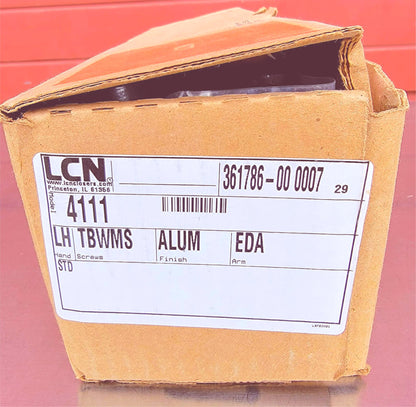 LCN®
www.lcnclosers.com
Princeton, IL 61356
361786-00 0007 29
Model
4111
LH TBWMS ALUM EDA
Hand Screws Finish Arm
STD